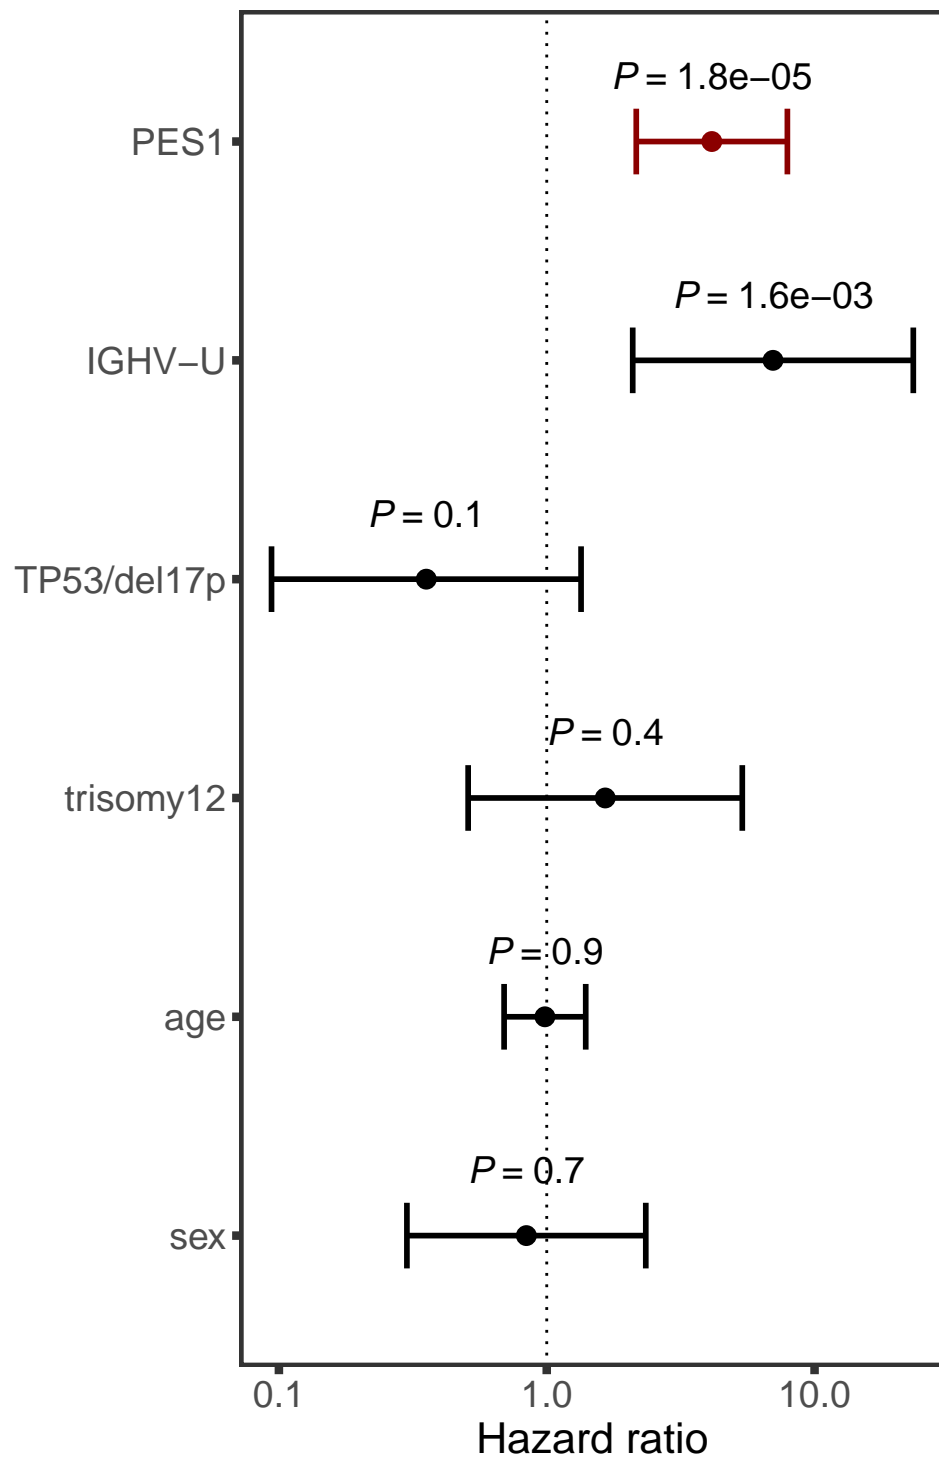 P = 1.8e−05
PES1
P = 1.6e−03
IGHV−U
P = 0.1
TP53/del17p
P = 0.4
trisomy12
P = 0.9
age
P = 0.7
sex
0.1 1.0 10.0
Hazard ratio